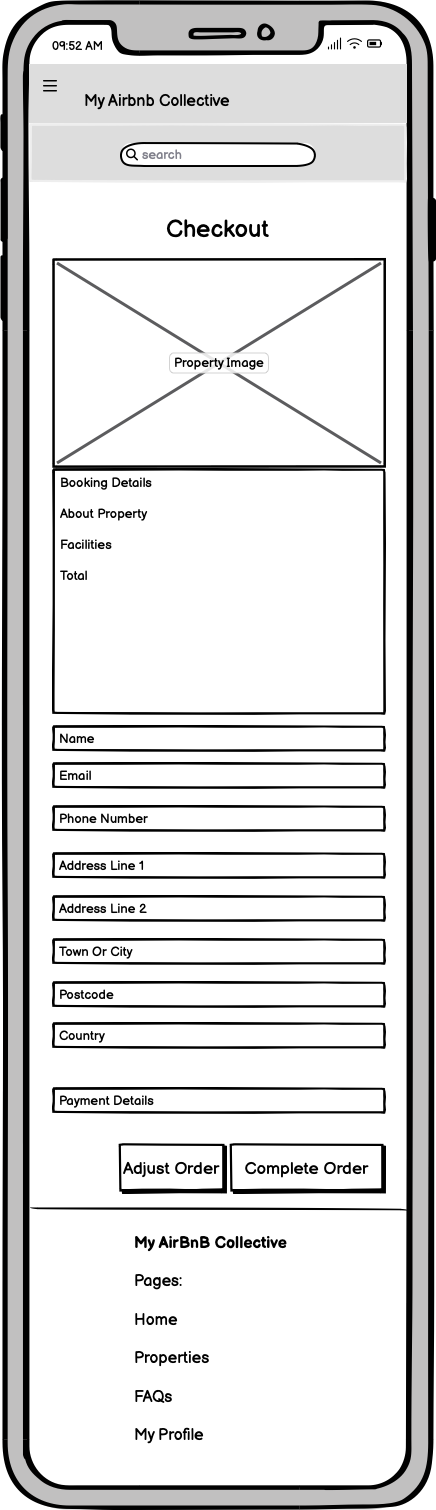 09:52 AM
My Airbnb Collective
search
Checkout
Property Image
Booking Details
About Property
Facilities
Total
Name
Email
Phone Number
Address Line 1
Address Line 2
Town Or City
Postcode
Country
Payment Details
Adjust Order
Complete Order
My AirBnB Collective
Pages:
Home
Properties
FAQs
My Profile